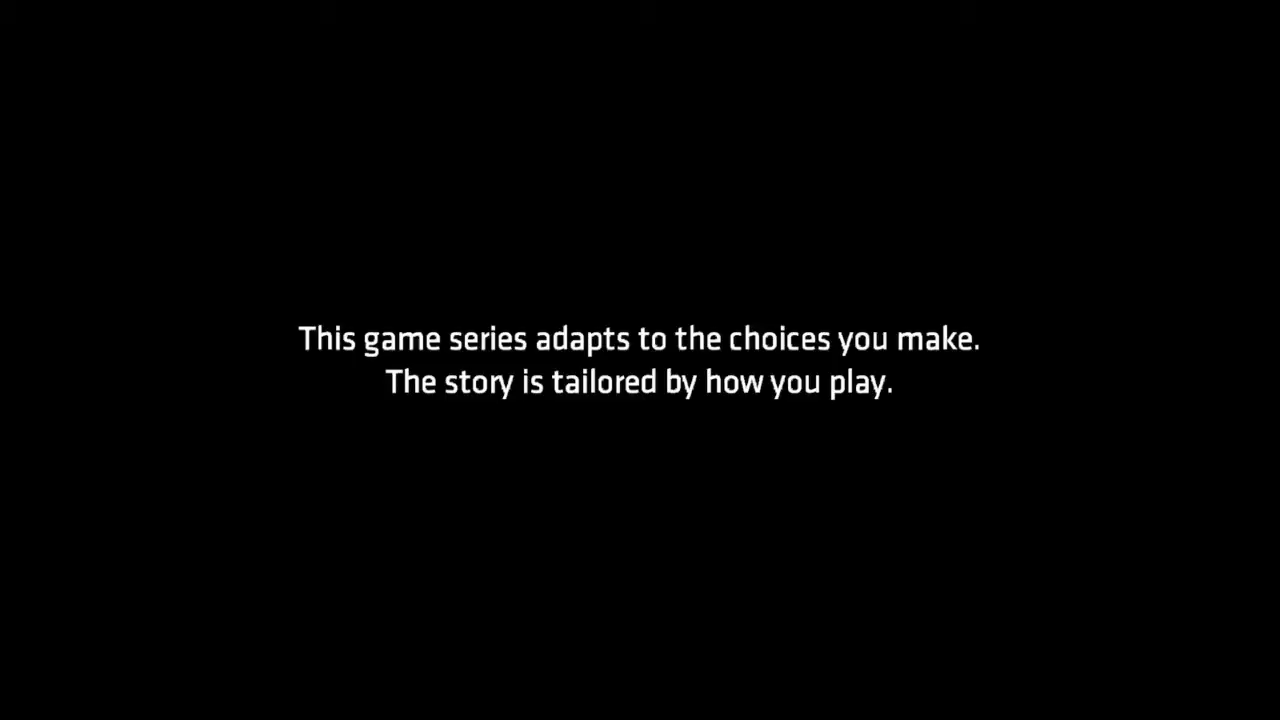 This game series adapts to the choices you make.
The story is tailored by how you play.